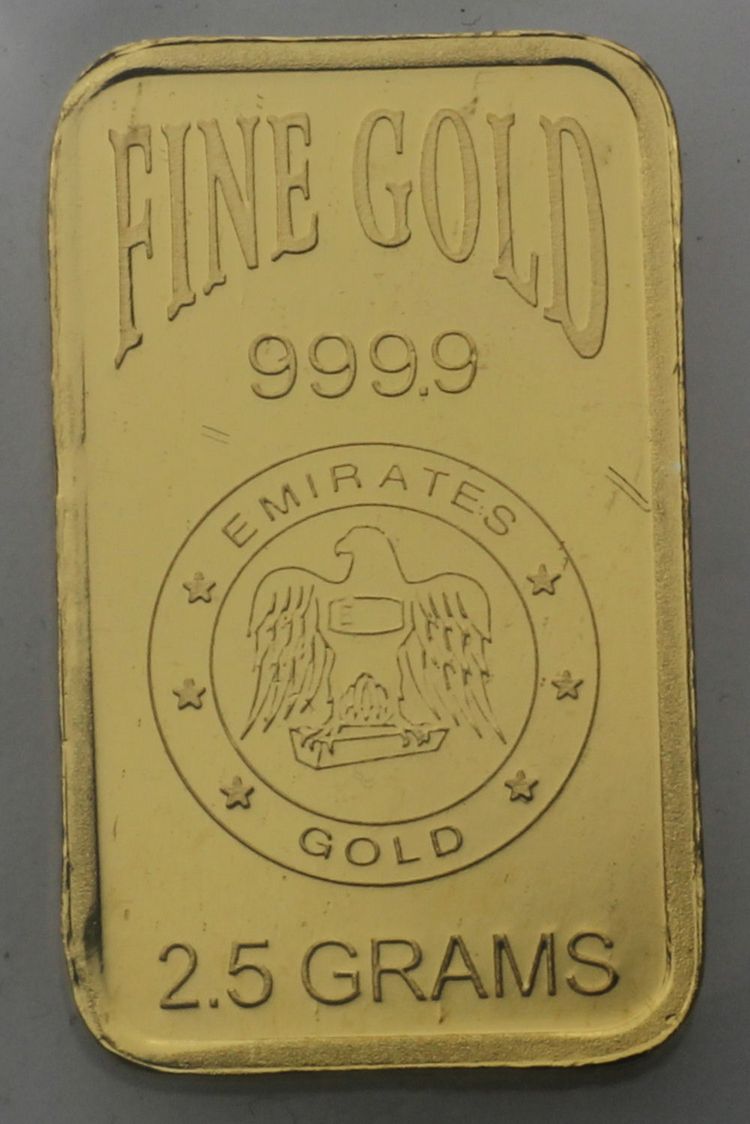 FINE GOLD
999.9
EMIRATES
GOLD
2.5 GRAMS